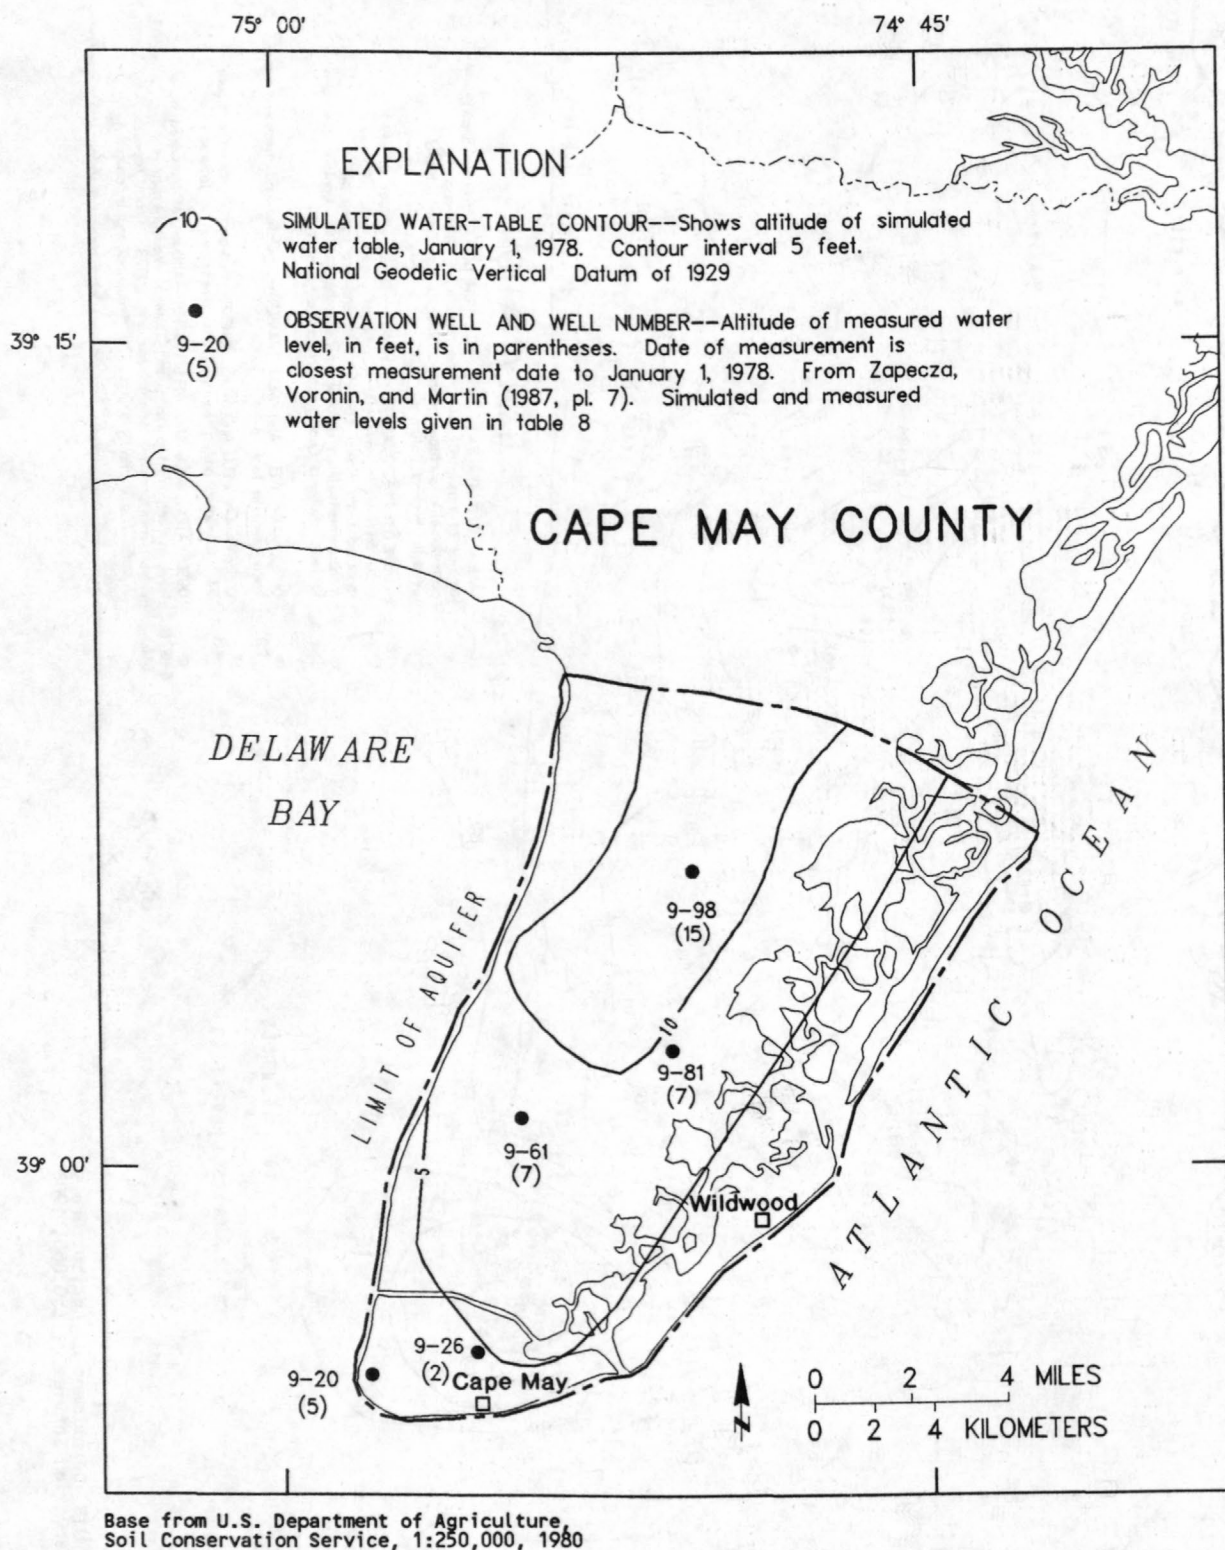 75° 00'
74° 45'
EXPLANATION
10
SIMULATED WATER-TABLE CONTOUR--Shows altitude of simulated
water table, January 1, 1978. Contour interval 5 feet.
National Geodetic Vertical Datum of 1929
9-20
(5)
OBSERVATION WELL AND WELL NUMBER--Altitude of measured water
level, in feet, is in parentheses. Date of measurement is
closest measurement date to January 1, 1978. From Zapecza,
Voronin, and Martin (1987, pl. 7). Simulated and measured
water levels given in table 8
39° 15'
CAPE MAY COUNTY
DELAWARE
BAY
ATLANTIC OCEAN
LIMIT OF AQUIFER
9-98
(15)
10
9-81
(7)
9-61
(7)
39° 00'
5
Wildwood
9-26
(2)
Cape May
9-20
(5)
N
0 2 4 MILES
0 2 4 KILOMETERS
Base from U.S. Department of Agriculture,
Soil Conservation Service, 1:250,000, 1980